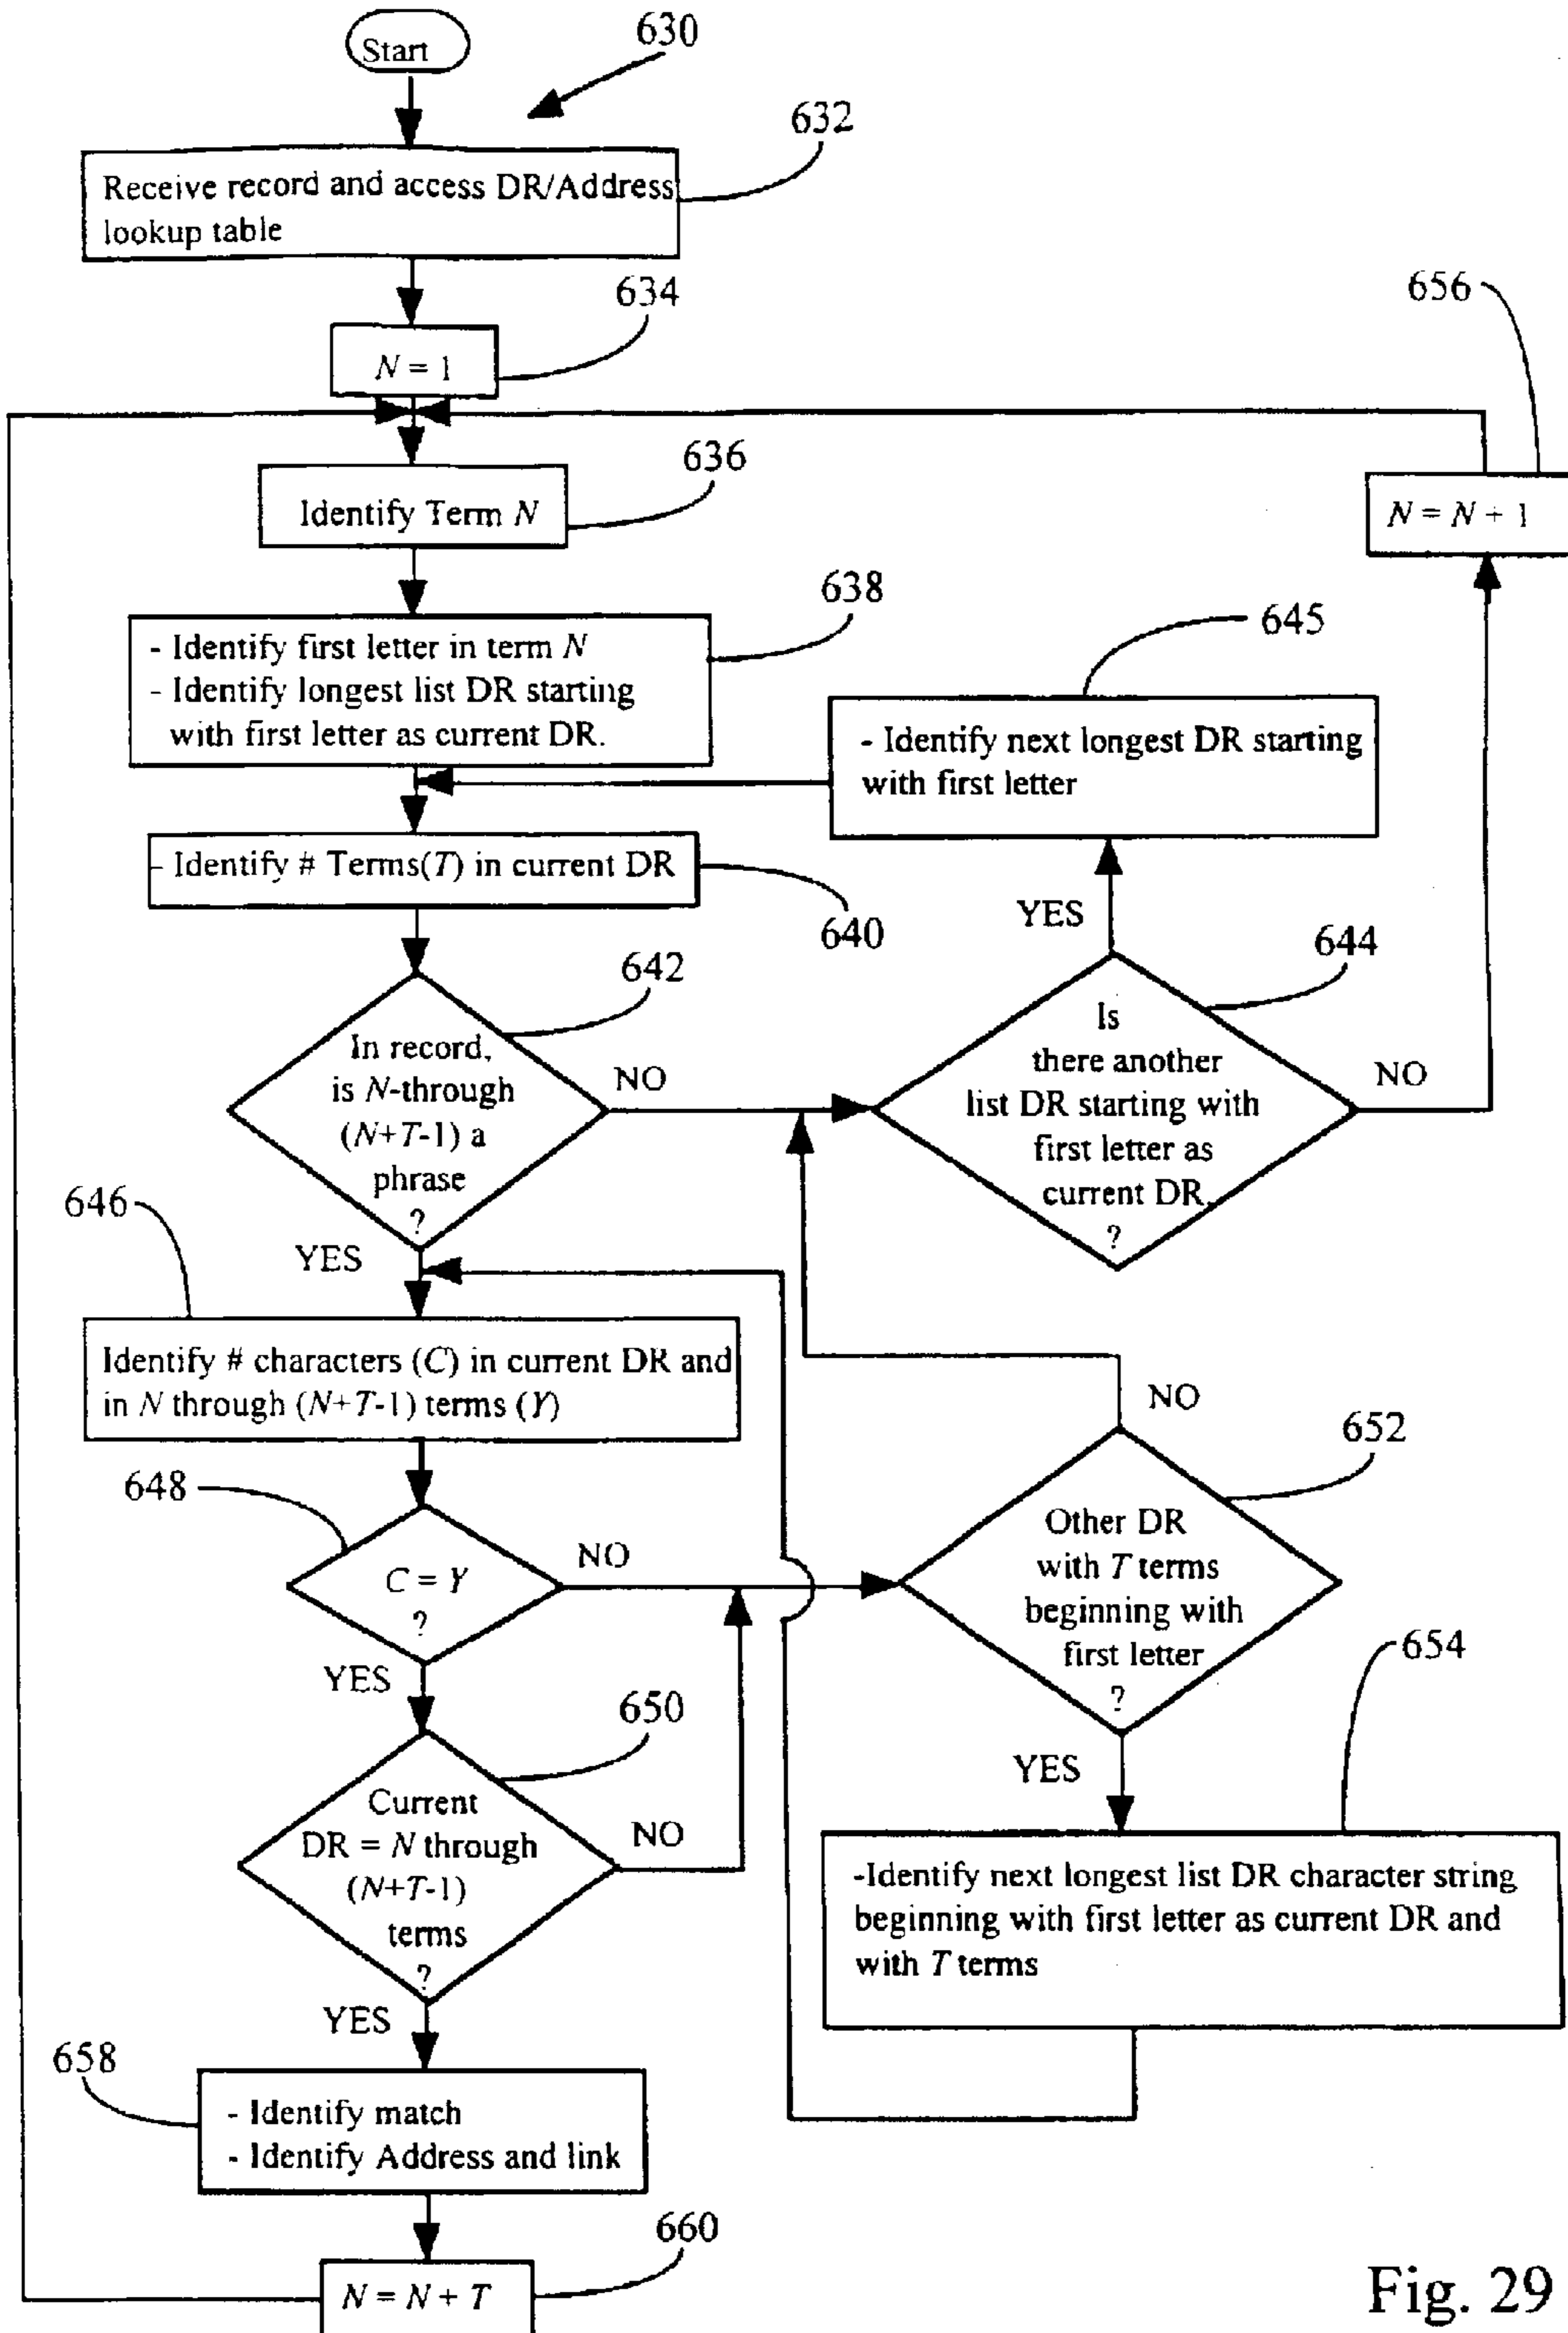 Start
630
632
Receive record and access DR/Address
lookup table
634
N = 1
656
N = N + 1
636
Identify Term N
638
- Identify first letter in term N
- Identify longest list DR starting
with first letter as current DR.
645
- Identify next longest DR starting
with first letter
- Identify # Terms(T) in current DR
640
YES
644
642
In record,
is N-through
(N+T-1) a
phrase
?
NO
Is
there another
list DR starting with
first letter as
current DR.
?
NO
646
YES
Identify # characters (C) in current DR and
in N through (N+T-1) terms (Y)
NO
652
648
C = Y
?
NO
Other DR
with T terms
beginning with
first letter
?
654
YES
650
YES
Current
DR = N through
(N+T-1)
terms
?
NO
-Identify next longest list DR character string
beginning with first letter as current DR and
with T terms
YES
658
- Identify match
- Identify Address and link
660
N = N + T
Fig. 29